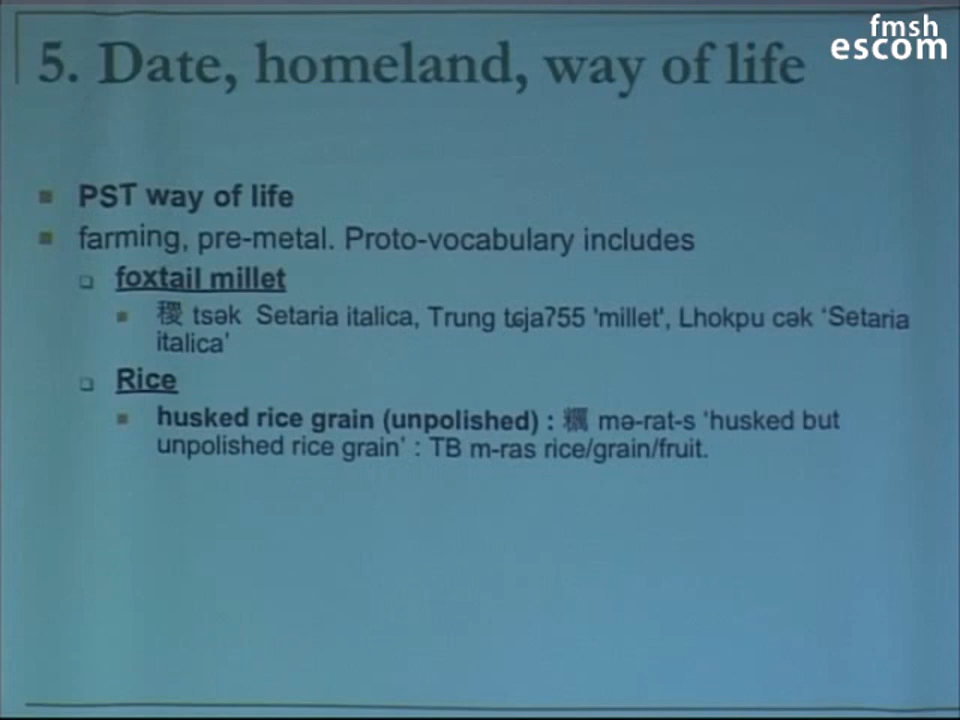 fmsh
escom
5. Date, homeland, way of life
PST way of life
farming, pre-metal. Proto-vocabulary includes
foxtail millet
稷 tsək Setaria italica, Trung tɕjaʔ55 'millet', Lhokpu cək ‘Setaria
italica’
Rice
husked rice grain (unpolished) : 糲 mə-rat-s ‘husked but
unpolished rice grain’ : TB m-ras rice/grain/fruit.